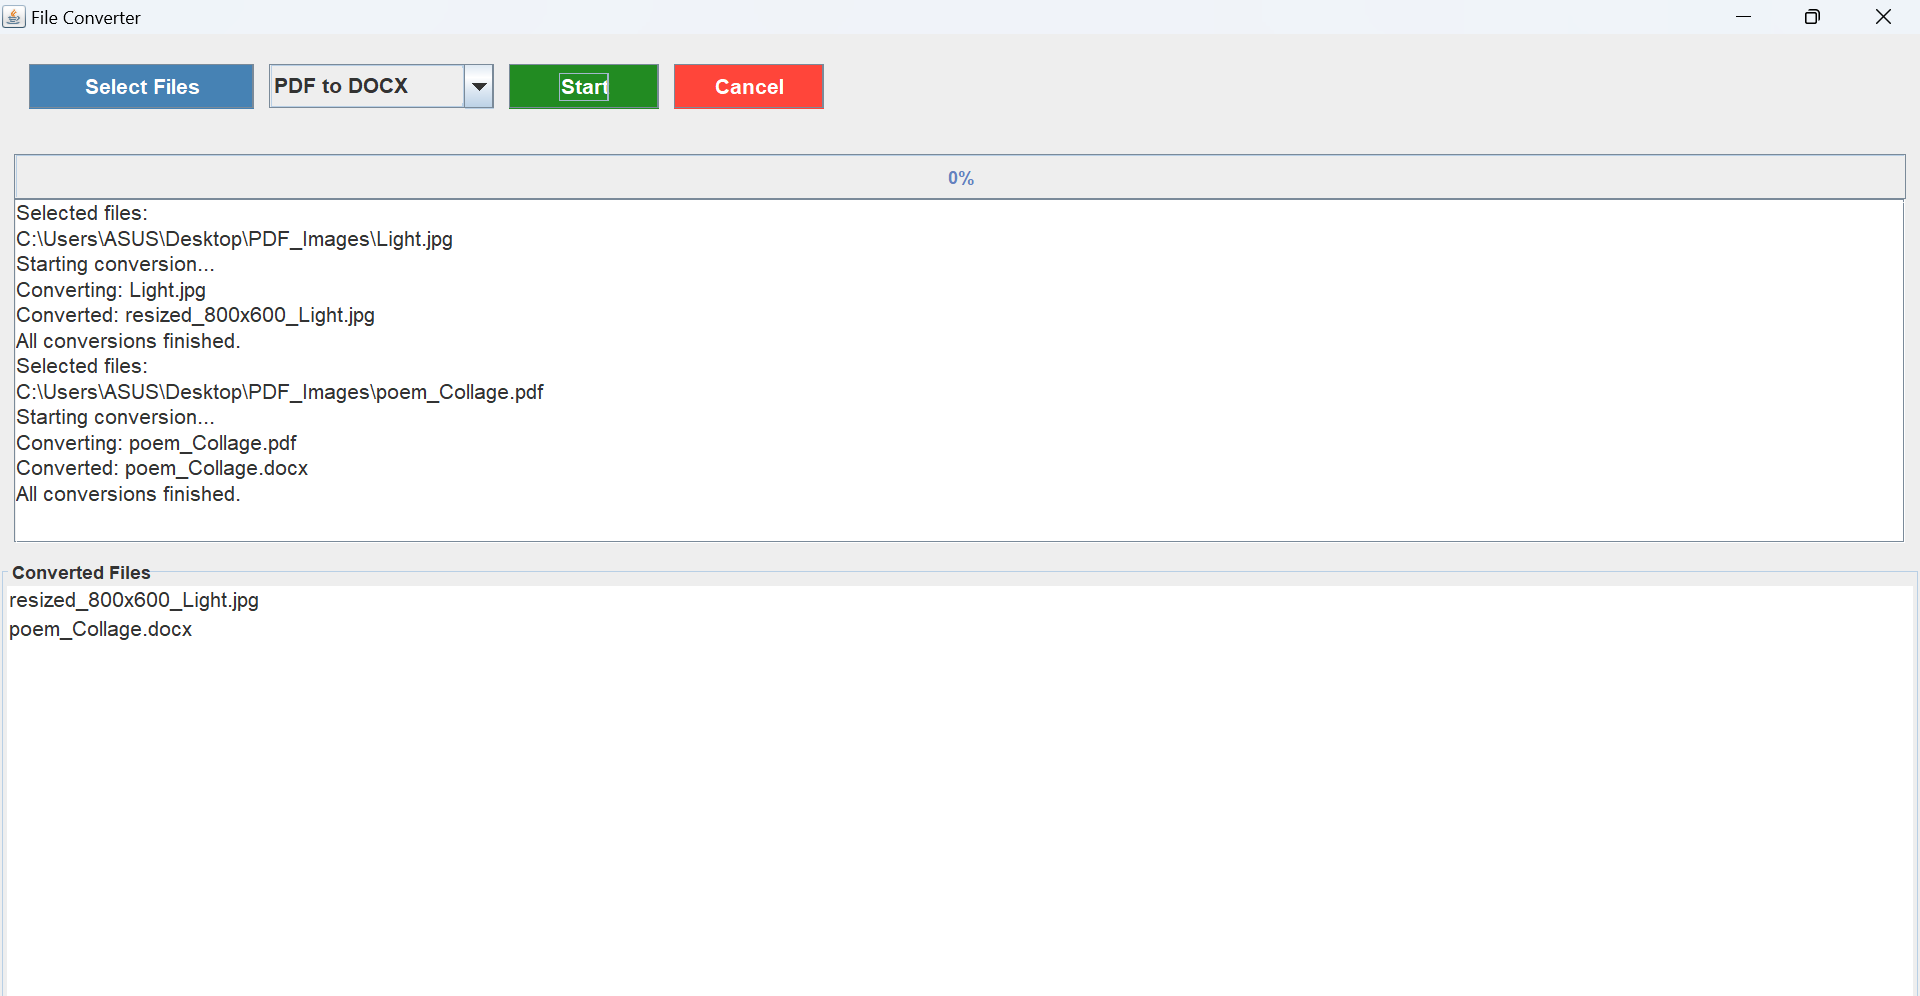 File Converter
Select Files PDF to DOCX Start Cancel
0%
Selected files:
C:\Users\ASUS\Desktop\PDF_Images\Light.jpg
Starting conversion...
Converting: Light.jpg
Converted: resized_800x600_Light.jpg
All conversions finished.
Selected files:
C:\Users\ASUS\Desktop\PDF_Images\poem_Collage.pdf
Starting conversion...
Converting: poem_Collage.pdf
Converted: poem_Collage.docx
All conversions finished.
Converted Files
resized_800x600_Light.jpg
poem_Collage.docx